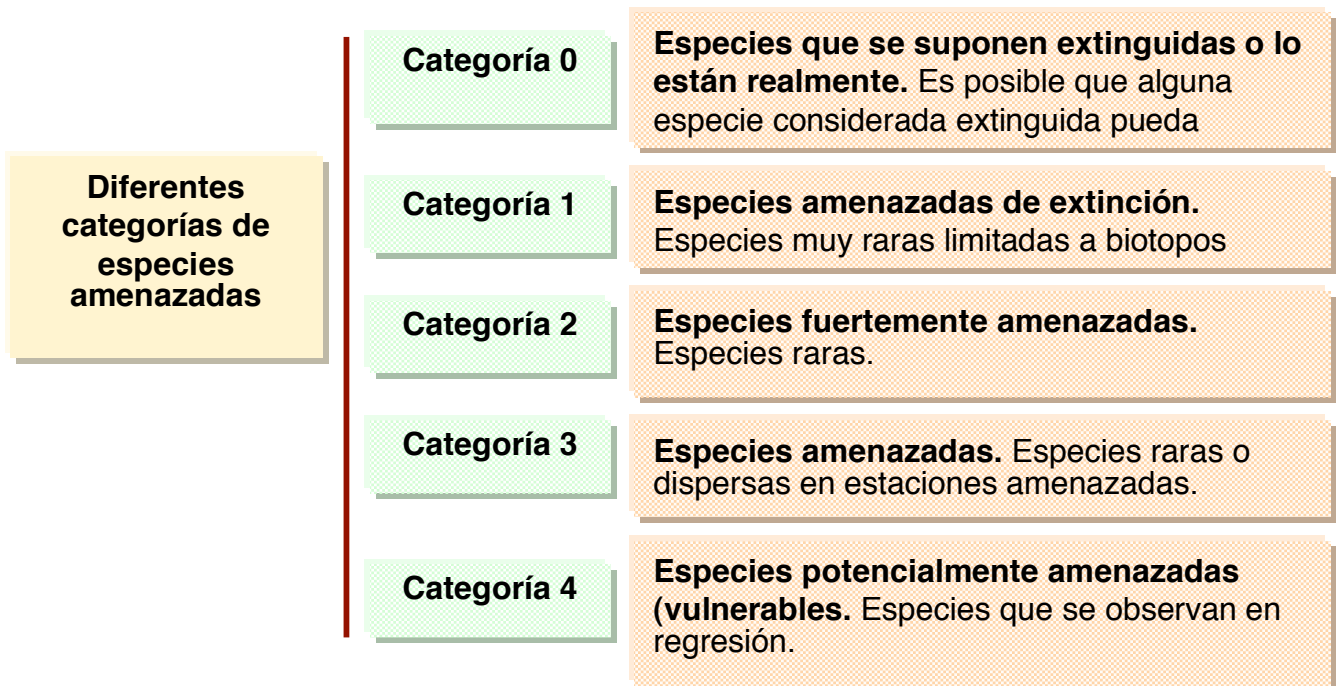 Diferentes
categorías de
especies
amenazadas
Categoría 0
Especies que se suponen extinguidas o lo
están realmente. Es posible que alguna
especie considerada extinguida pueda
Categoría 1
Especies amenazadas de extinción.
Especies muy raras limitadas a biotopos
Categoría 2
Especies fuertemente amenazadas.
Especies raras.
Categoría 3
Especies amenazadas. Especies raras o
dispersas en estaciones amenazadas.
Categoría 4
Especies potencialmente amenazadas
(vulnerables. Especies que se observan en
regresión.